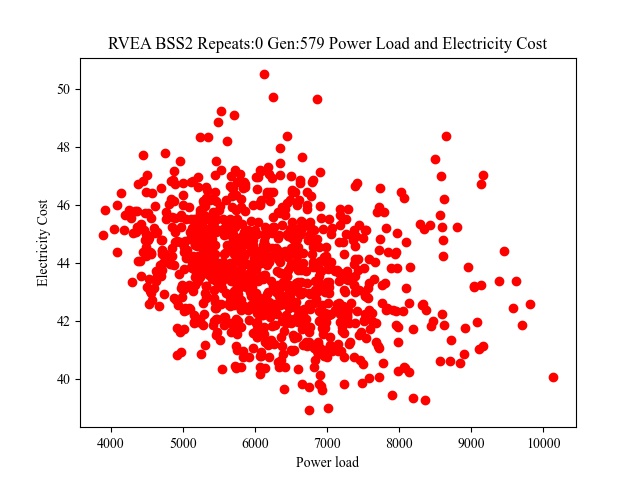 RVEA BSS2 Repeats:0 Gen:579 Power Load and Electricity Cost
50
48
46
44
42
40
Electricity Cost
4000 5000 6000 7000 8000 9000 10000
Power load